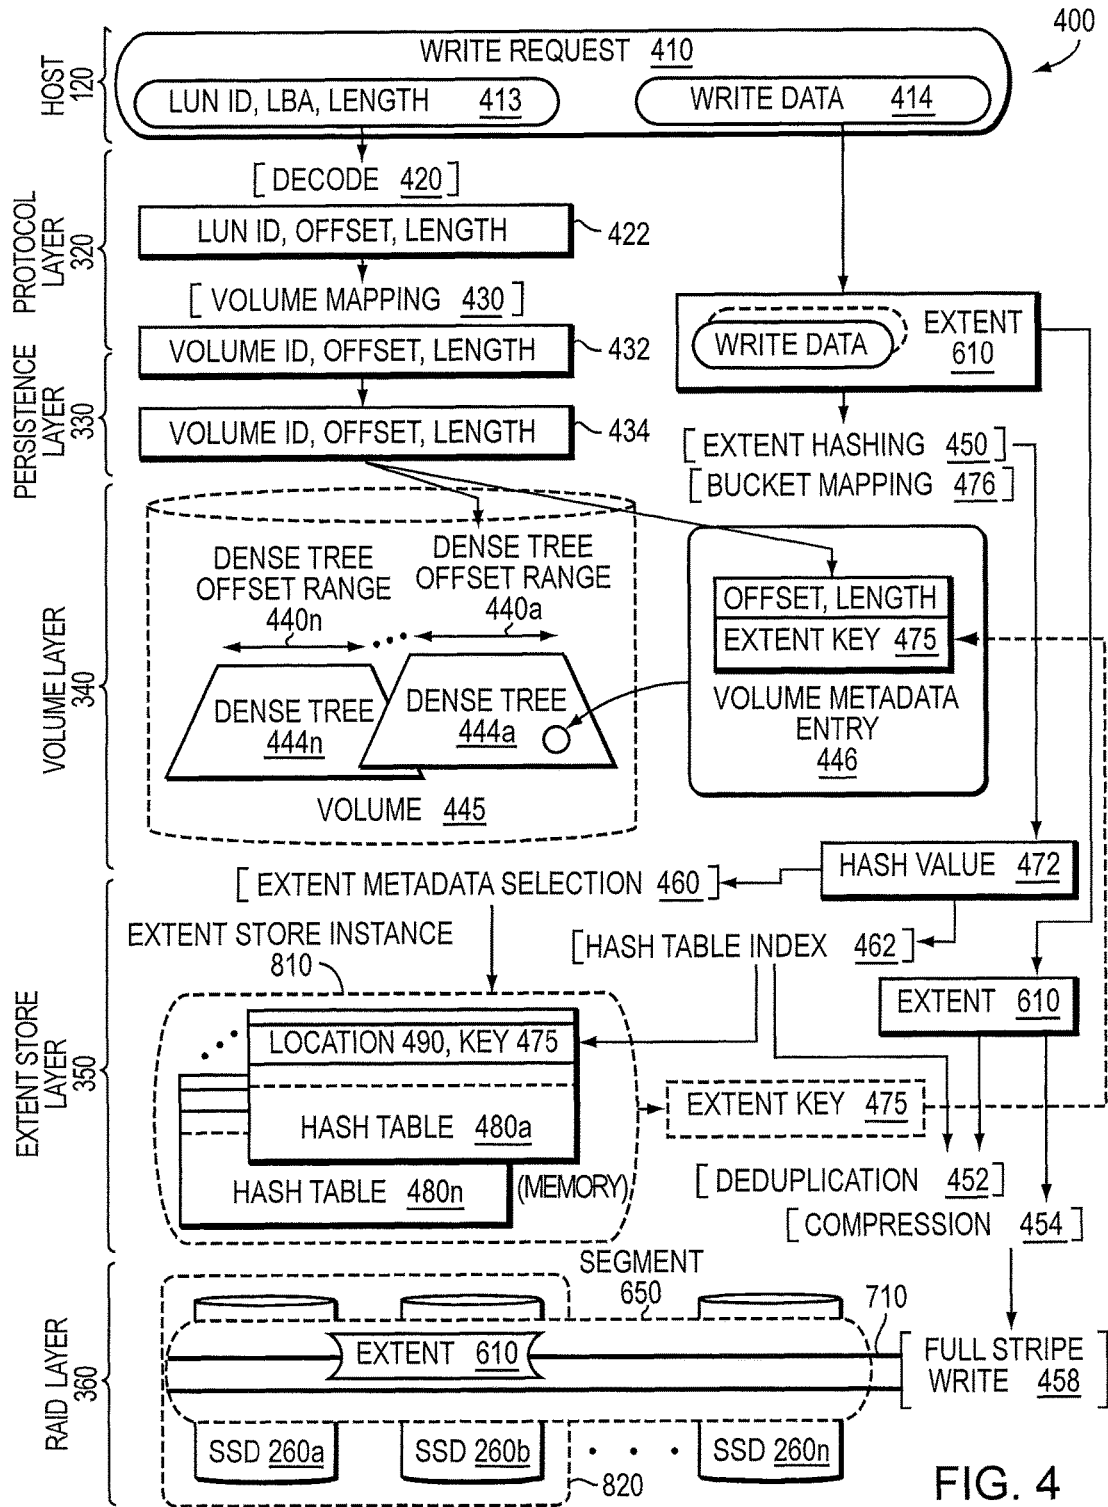 400
WRITE REQUEST 410
LUN ID, LBA, LENGTH 413
WRITE DATA 414
HOST
120
[DECODE 420]
LUN ID, OFFSET, LENGTH
422
[VOLUME MAPPING 430]
PROTOCOL
LAYER
320
WRITE DATA
EXTENT
610
VOLUME ID, OFFSET, LENGTH
432
VOLUME ID, OFFSET, LENGTH
434
PERSISTENCE
LAYER
330
[EXTENT HASHING 450]
[BUCKET MAPPING 476]
DENSE TREE
OFFSET RANGE
440n
DENSE TREE
OFFSET RANGE
440a
DENSE TREE
444n
DENSE TREE
444a
VOLUME 445
OFFSET, LENGTH
EXTENT KEY 475
VOLUME METADATA
ENTRY
446
VOLUME LAYER
340
HASH VALUE 472
[EXTENT METADATA SELECTION 460]
[HASH TABLE INDEX 462]
EXTENT STORE INSTANCE
810
EXTENT 610
LOCATION 490, KEY 475
HASH TABLE 480a
HASH TABLE 480n
(MEMORY)
EXTENT KEY 475
EXTENT STORE
LAYER
350
[DEDUPLICATION 452]
[COMPRESSION 454]
SEGMENT
650
710
EXTENT 610
[FULL STRIPE
WRITE 458]
RAID LAYER
360
SSD 260a
SSD 260b
SSD 260n
820
FIG. 4